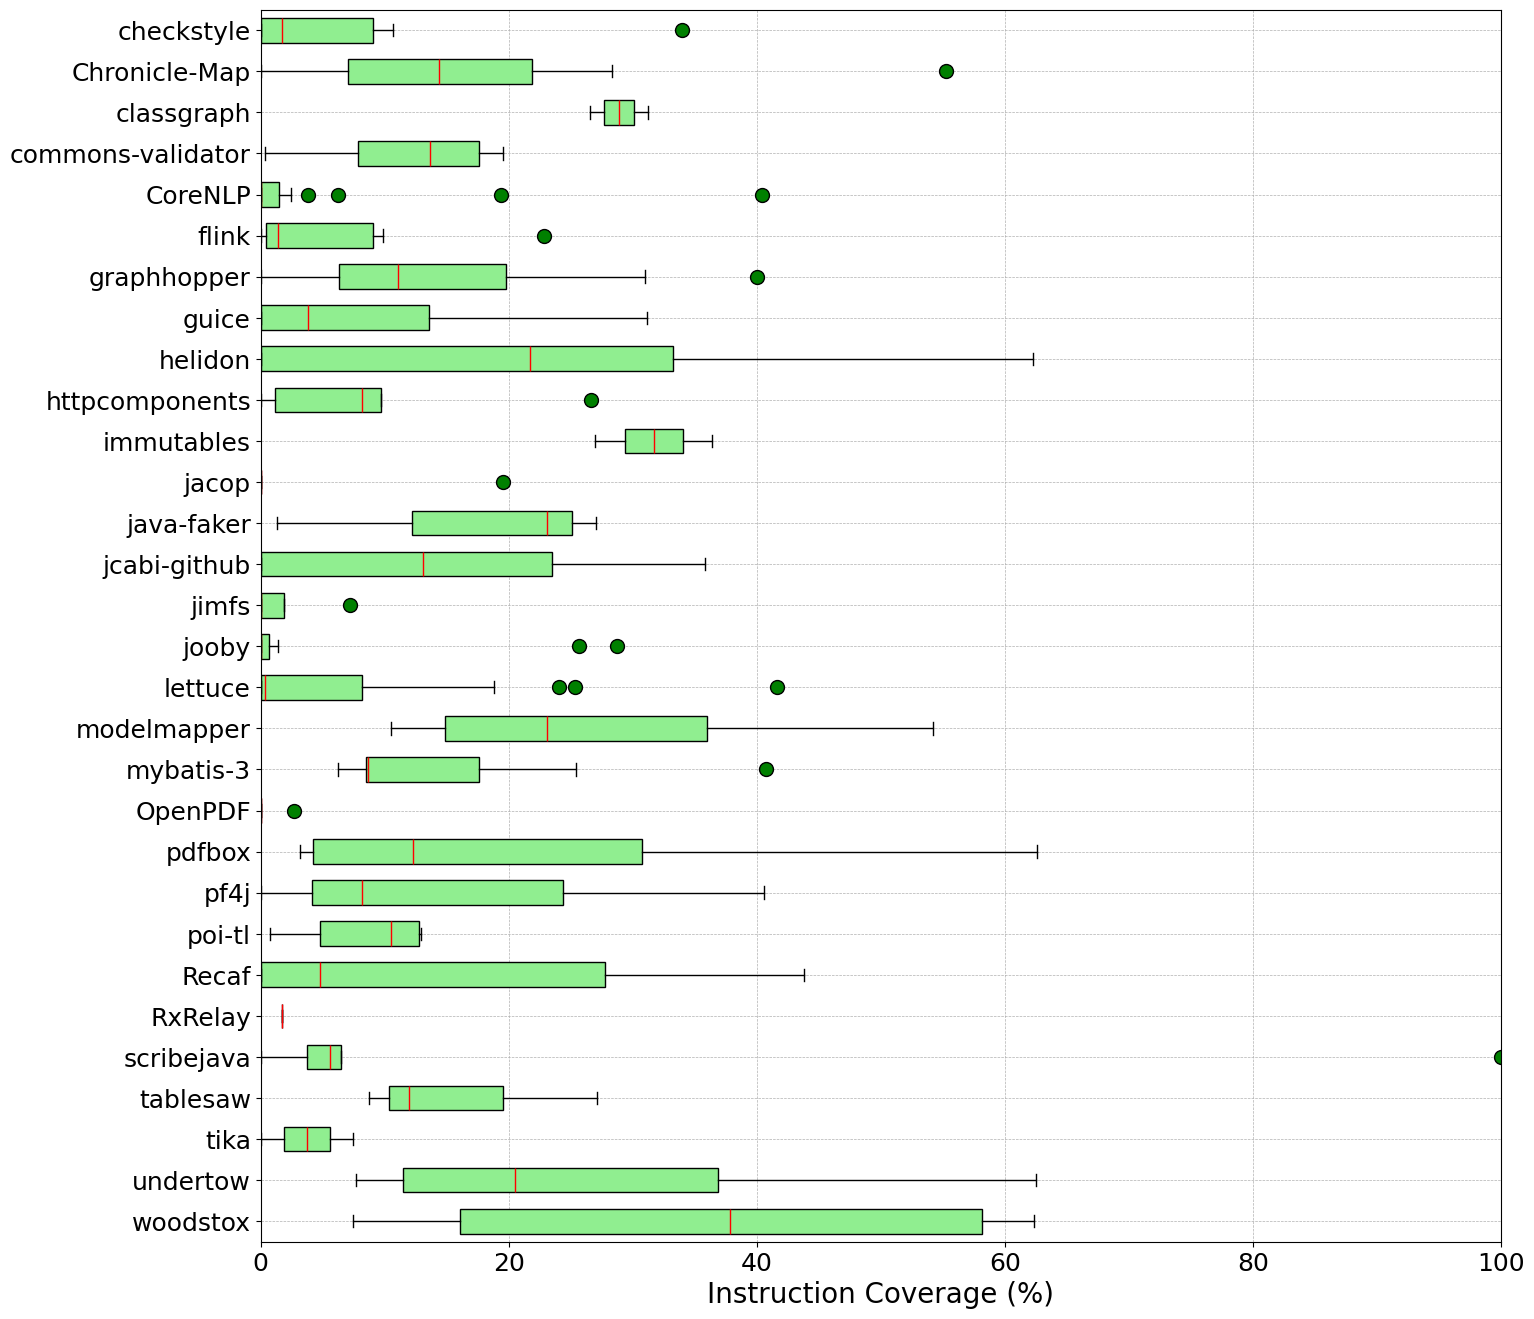 checkstyle
Chronicle-Map
classgraph
commons-validator
CoreNLP
flink
graphhopper
guice
helidon
httpcomponents
immutables
jacop
java-faker
jcabi-github
jimfs
jooby
lettuce
modelmapper
mybatis-3
OpenPDF
pdfbox
pf4j
poi-tl
Recaf
RxRelay
scribejava
tablesaw
tika
undertow
woodstox
0 20 40 60 80 100
Instruction Coverage (%)